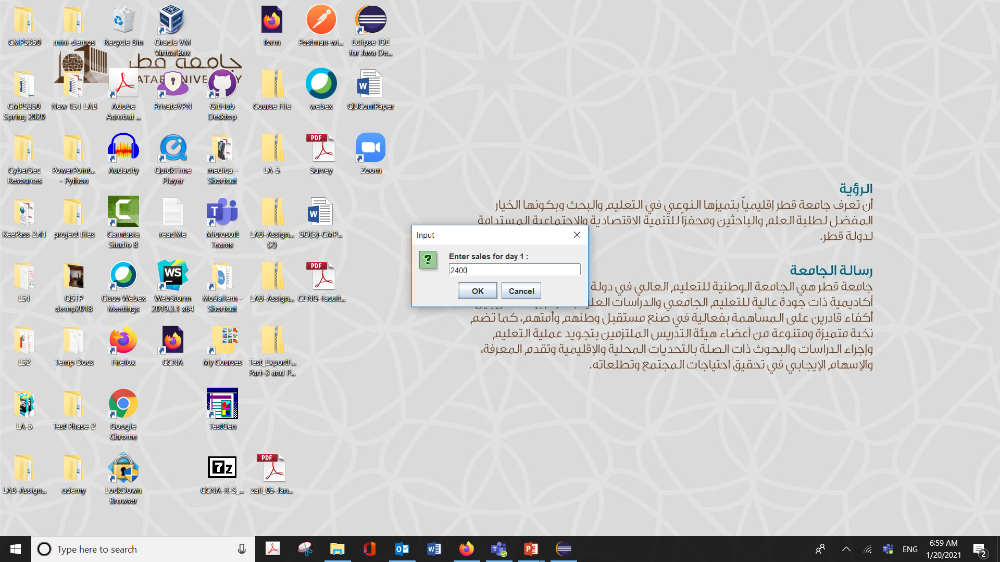 CMPS350
mini-demos
Recycle Bin
Oracle VM
VirtualBox
form
Postman-wi...
Eclipse IDE
for Java De...
جامعة قطر
CMPS350
Spring 2020
New 151 LAB
Adobe
Acrobat ...
PrivateVPN
GitHub
Desktop
Course File
webex
QUConfPaper
CyberSec
Resources
PowerPoint...
- Python
Audacity
QuickTime
Player
medica -
Shortcut
LA-5
PDF
Survey
Zoom
KeePass-2.41
project files
Camtasia
Studio 8
readMe
Microsoft
Teams
LAB-Assign...
(2)
SO(5)-CMP...
L51
QSTP
demp2018
Cisco Webex
Meetings
WS
WebStorm
2019.3.1 x64
Mo3allem -
Shortcut
LAB-Assign...
PDF
CENG-Facult...
L52
Temp Docs
Firefox
CCNA
My Courses
Test_ExportF...
Part-3 and P...
LA-5
Test Phase-2
Google
Chrome
TestGen
LAB-Assign...
udemy
LockDown
Browser
7z
CCNA-R-S_...
PDF
zali_05-Jan...
الرؤية
أن تعرف جامعة قطر إقليمياً بتميزها النوعي في التعليم والبحث وبكونها الخيار
المفضل لطلبة العلم والباحثين ومحفزاً للتنمية الاقتصادية والاجتماعية المستدامة
لدولة قطر.
رسالة الجامعة
جامعة قطر هي الجامعة الوطنية للتعليم العالي في دولة
أكاديمية ذات جودة عالية للتعليم الجامعي والدراسات العليا
أكفاء قادرين على المساهمة بفعالية في صنع مستقبل وطنهم وأمتهم، كما تضم
نخبة متميزة ومتنوعة من أعضاء هيئة التدريس الملتزمين بتجويد عملية التعليم
وإجراء الدراسات والبحوث ذات الصلة بالتحديات المحلية والإقليمية وتقدم المعرفة،
والإسهام الإيجابي في تحقيق احتياجات المجتمع وتطلعاته.
Input
Enter sales for day 1 :
2400
OK
Cancel
Type here to search
ENG
6:59 AM
1/20/2021
2